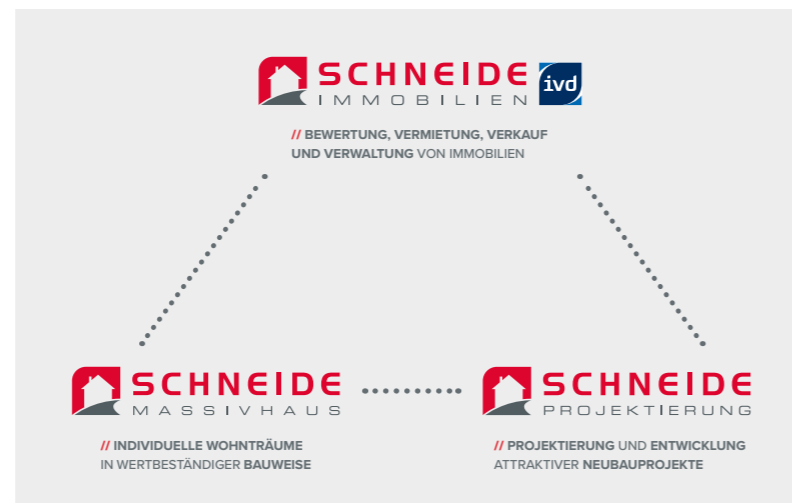 SCHNEIDE ivd
IMMOBILIEN
// BEWERTUNG, VERMIETUNG, VERKAUF
UND VERWALTUNG VON IMMOBILIEN
SCHNEIDE
MASSIVHAUS
// INDIVIDUELLE WOHNTRÄUME
IN WERTBESTÄNDIGER BAUWEISE
SCHNEIDE
PROJEKTIERUNG
// PROJEKTIERUNG UND ENTWICKLUNG
ATTRAKTIVER NEUBAUPROJEKTE